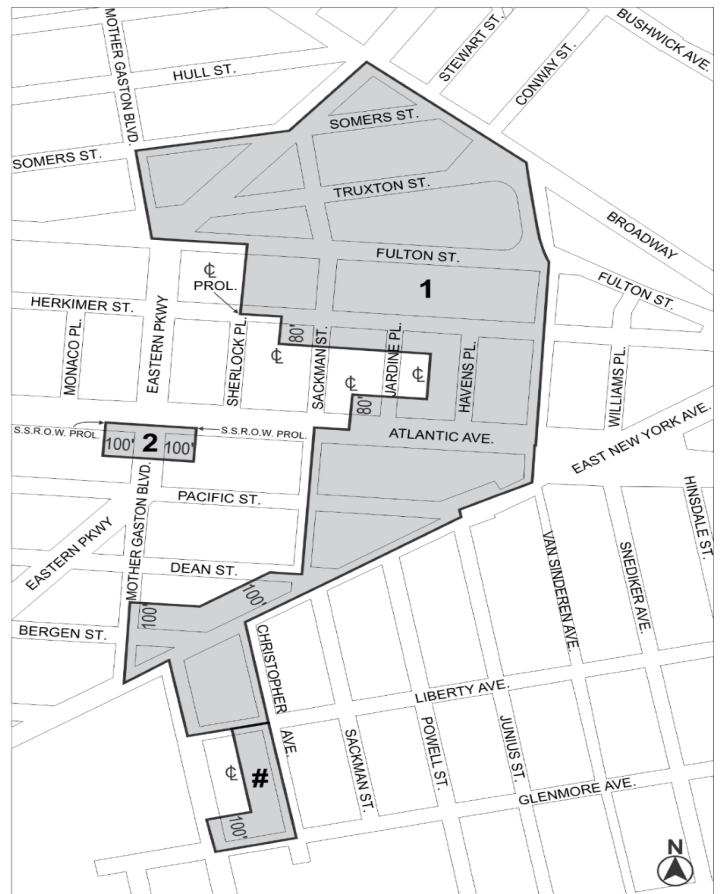 MOTHER GASTON BLVD.
HULL ST.
STEWART ST.
CONWAY ST.
BUSHWICK AVE.
SOMERS ST.
SOMERS ST.
TRUXTON ST.
BROADWAY
FULTON ST.
FULTON ST.
℄
PROL.
1
HERKIMER ST.
MONACO PL.
EASTERN PKWY
SHERLOCK PL.
80'
℄
SACKMAN ST.
℄
JARDINE PL.
℄
HAVENS PL.
WILLIAMS PL.
80'
S.S.R.O.W. PROL.
100'
2
100'
S.S.R.O.W. PROL.
ATLANTIC AVE.
EAST NEW YORK AVE.
MOTHER GASTON BLVD.
PACIFIC ST.
EASTERN PKWY
DEAN ST.
HINSDALE ST.
SNEDIKER AVE.
VAN SINDEREN AVE.
100'
100'
BERGEN ST.
CHRISTOPHER
AVE.
LIBERTY AVE.
SACKMAN ST.
POWELL ST.
JUNIUS ST.
℄
#
GLENMORE AVE.
100'
N